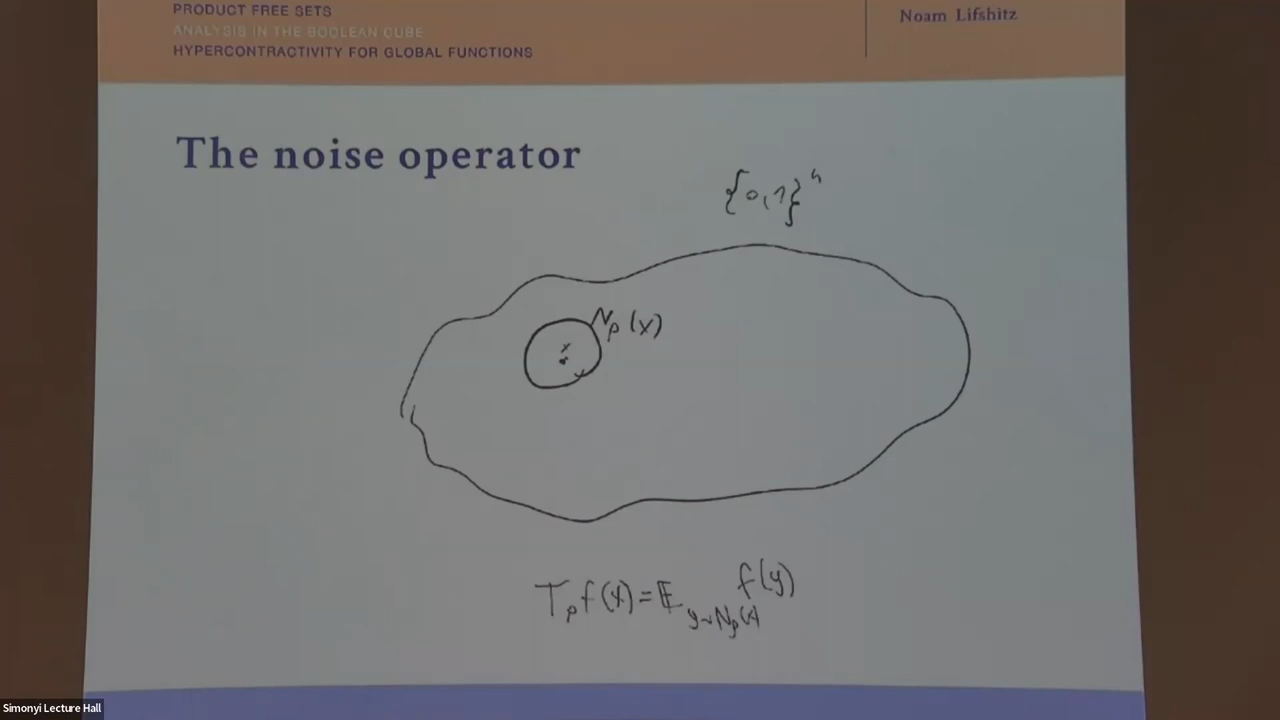 PRODUCT FREE SETS
ANALYSIS IN THE BOOLEAN CUBE
HYPERCONTRACTIVITY FOR GLOBAL FUNCTIONS
Noam Lifshitz
The noise operator
{0,1}ⁿ
N_ρ(x)
x
T_ρ f(x) = 𝔼_{y∼N_ρ(x)} f(y)
Simonyi Lecture Hall